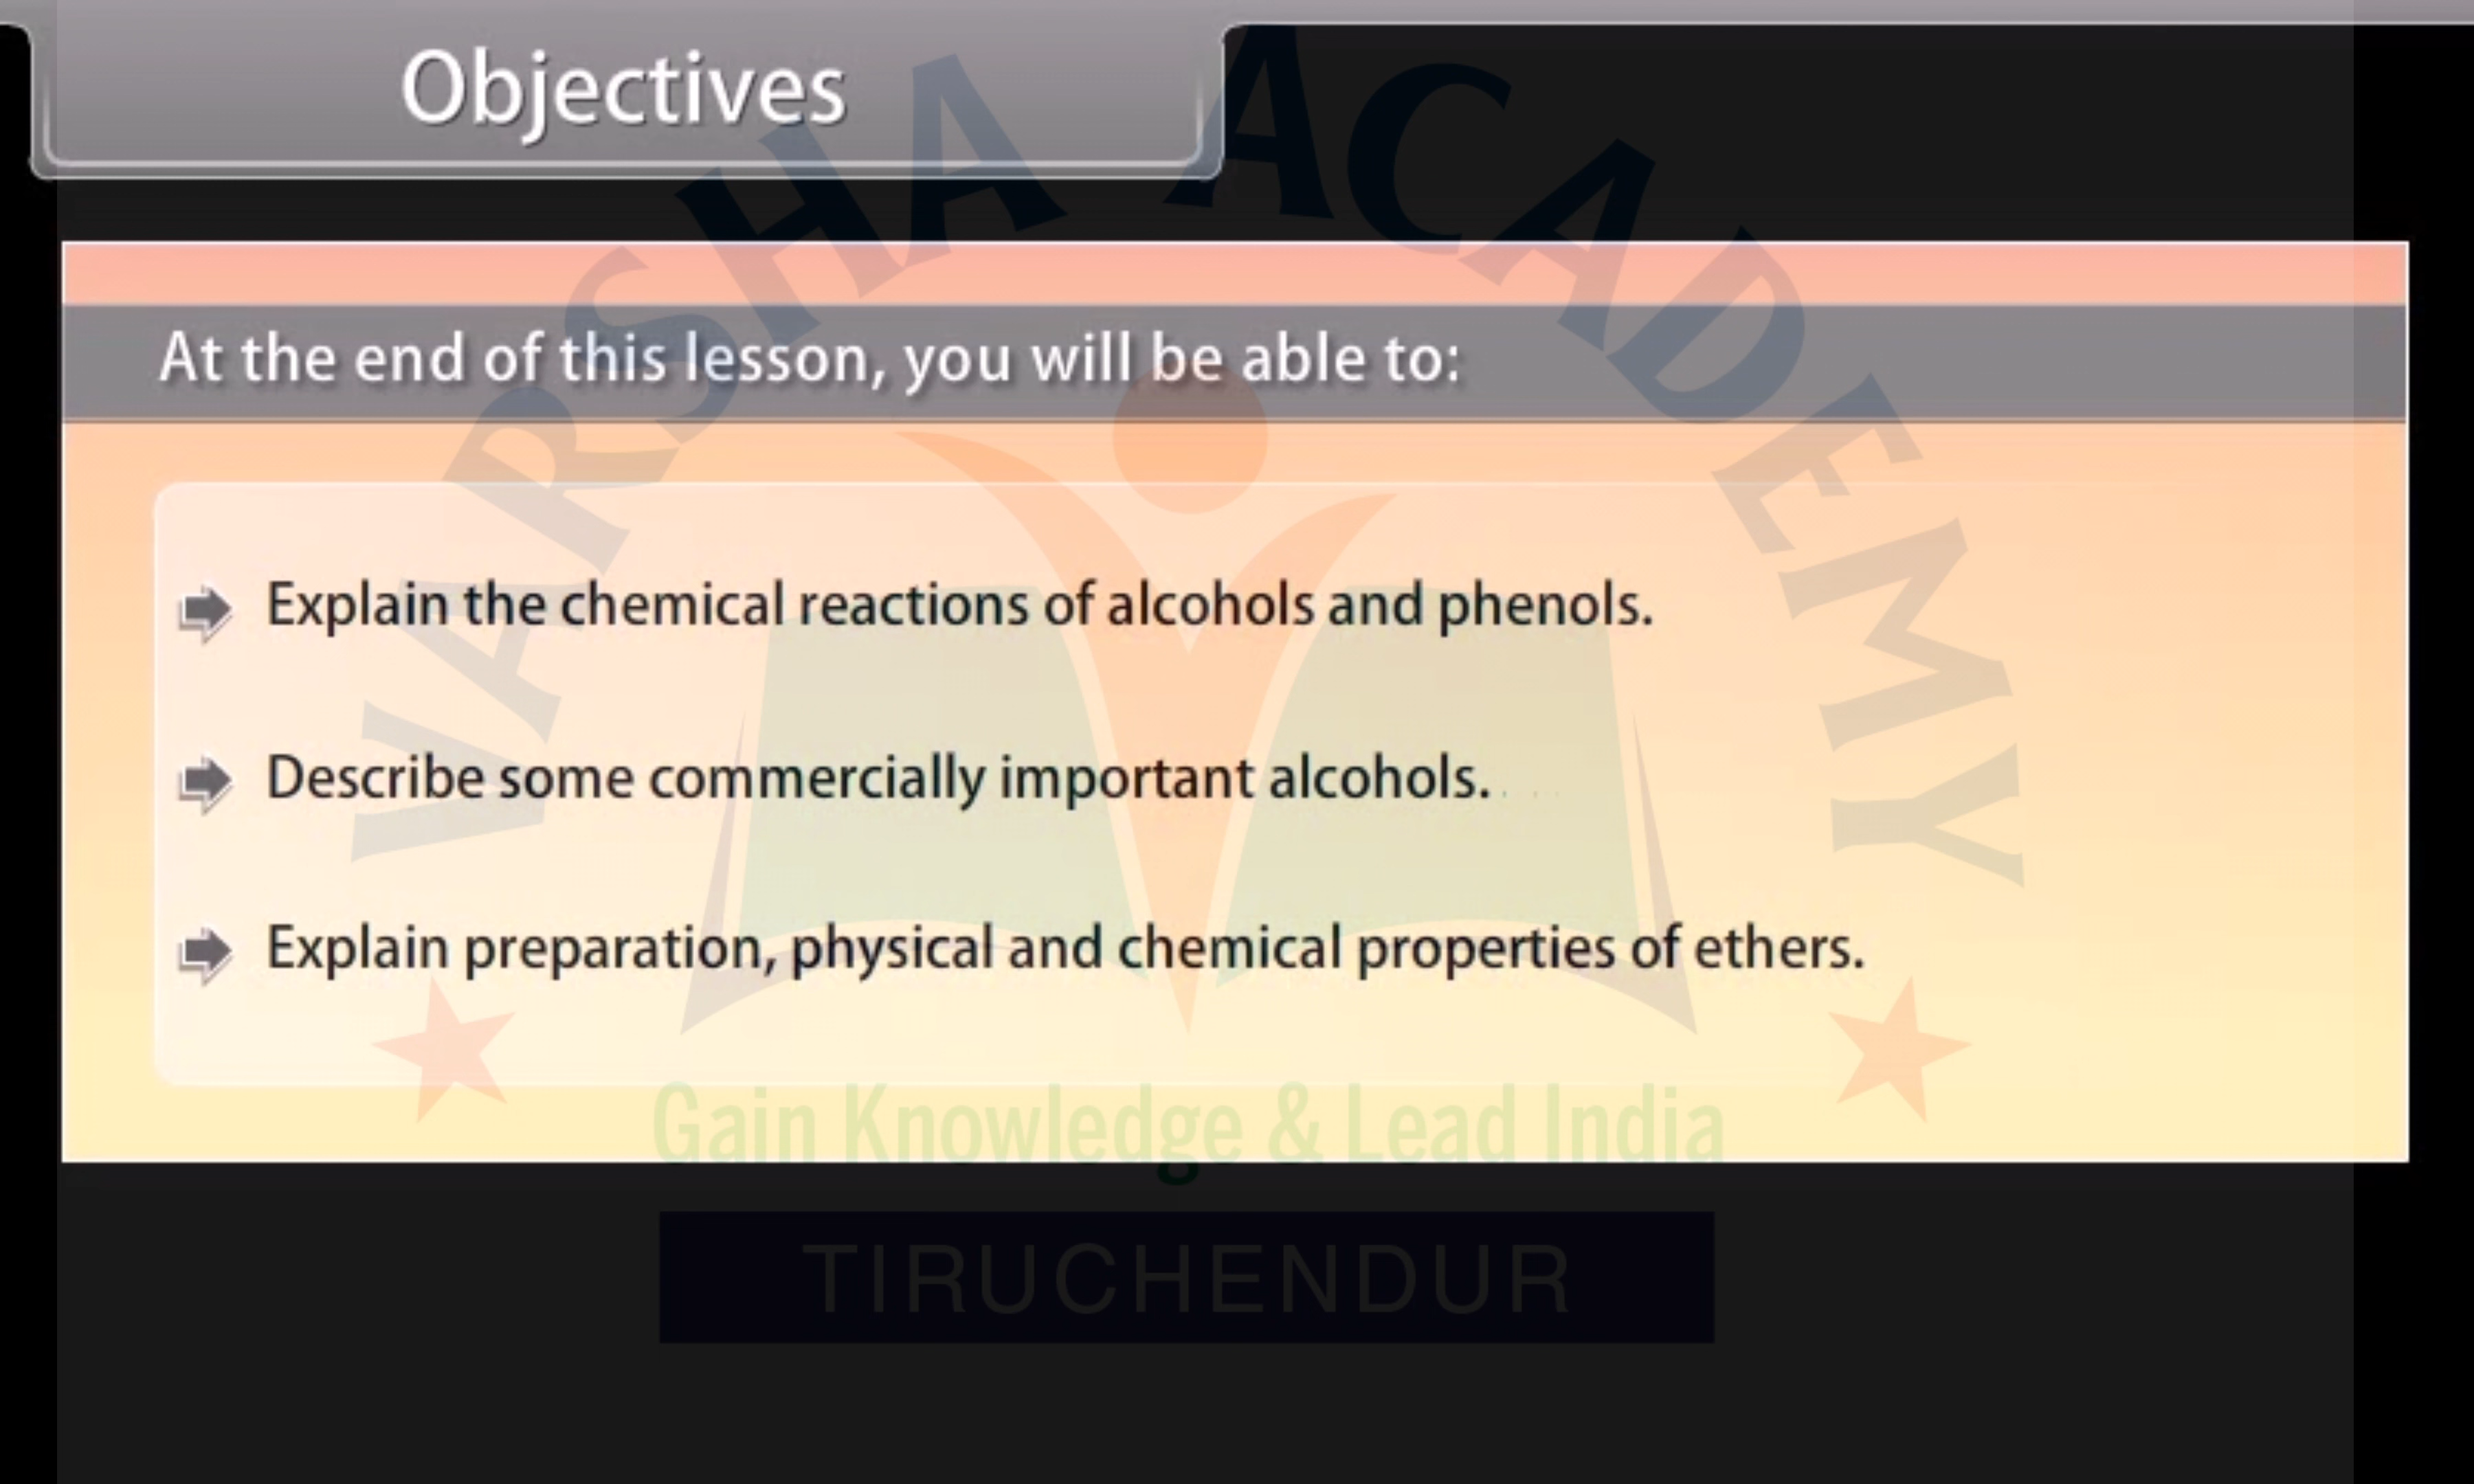 Objectives
VARSHA ACADEMY
At the end of this lesson, you will be able to:
Explain the chemical reactions of alcohols and phenols.
Describe some commercially important alcohols.
Explain preparation, physical and chemical properties of ethers.
Gain Knowledge & Lead India
TIRUCHENDUR